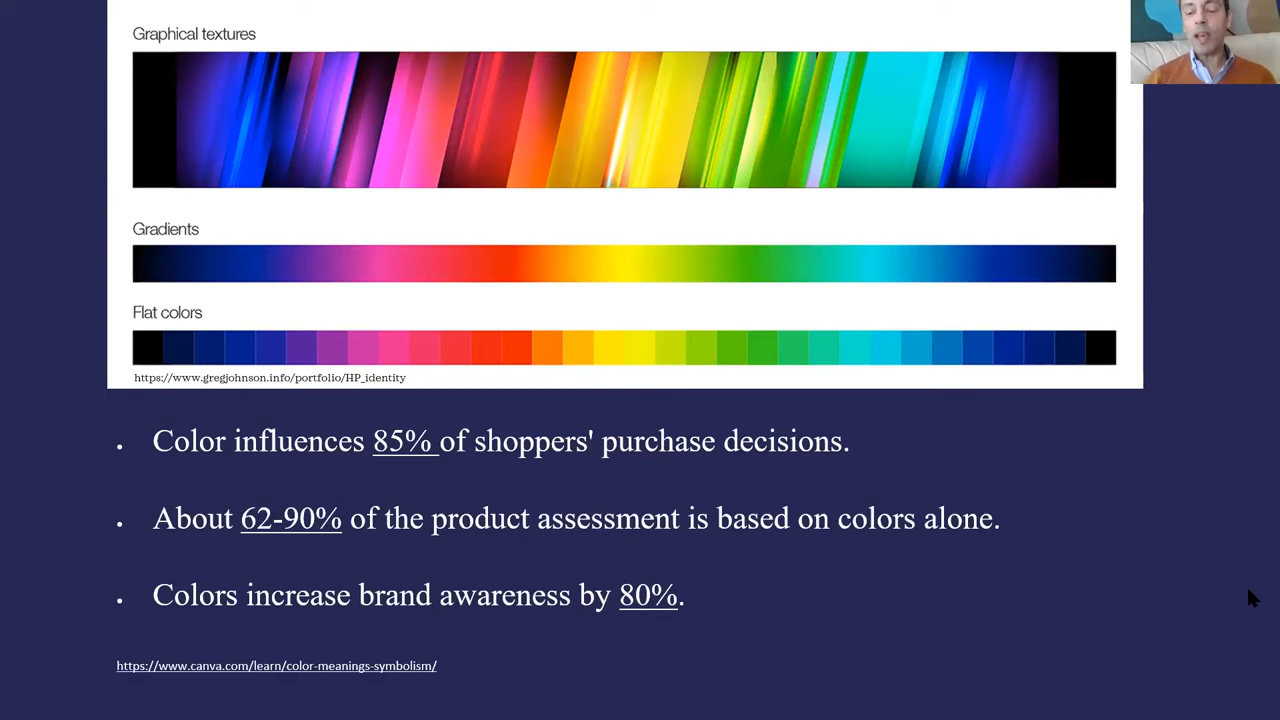 Graphical textures
Gradients
Flat colors
https://www.gregjohnson.info/portfolio/HP_identity
• Color influences 85% of shoppers' purchase decisions.
• About 62-90% of the product assessment is based on colors alone.
• Colors increase brand awareness by 80%.
https://www.canva.com/learn/color-meanings-symbolism/